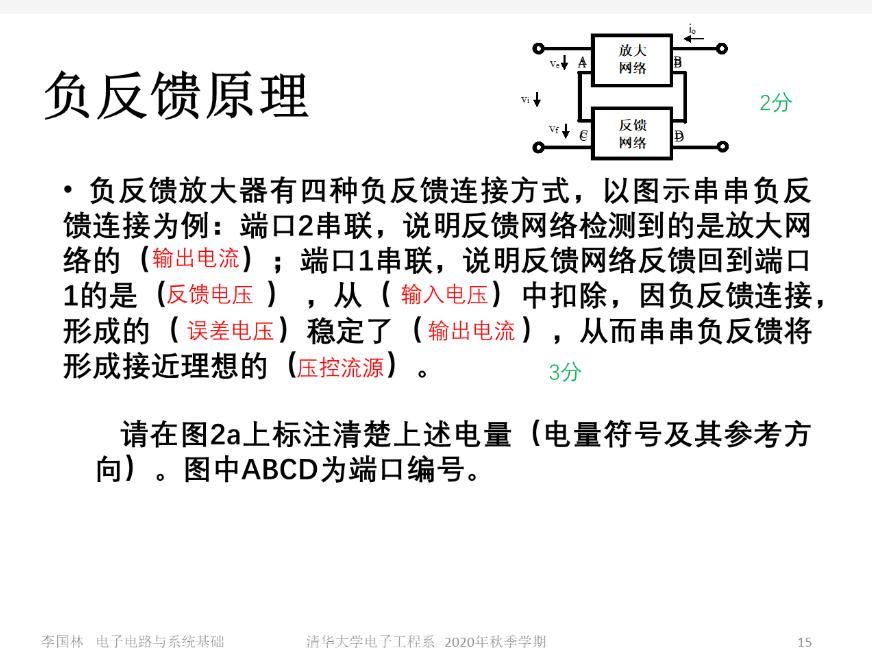 iₒ
放大
网络
vₑ
A
B
vᵢ
反馈
网络
v_f
C
D
2分
负反馈原理
• 负反馈放大器有四种负反馈连接方式，以图示串串负反
馈连接为例：端口2串联，说明反馈网络检测到的是放大网
络的（输出电流）；端口1串联，说明反馈网络反馈回到端口
1的是（反馈电压 ），从（ 输入电压）中扣除，因负反馈连接，
形成的（ 误差电压）稳定了（ 输出电流 ），从而串串负反馈将
形成接近理想的（压控流源）。
3分
请在图2a上标注清楚上述电量（电量符号及其参考方
向）。图中ABCD为端口编号。
李国林 电子电路与系统基础 清华大学电子工程系 2020年秋季学期 15